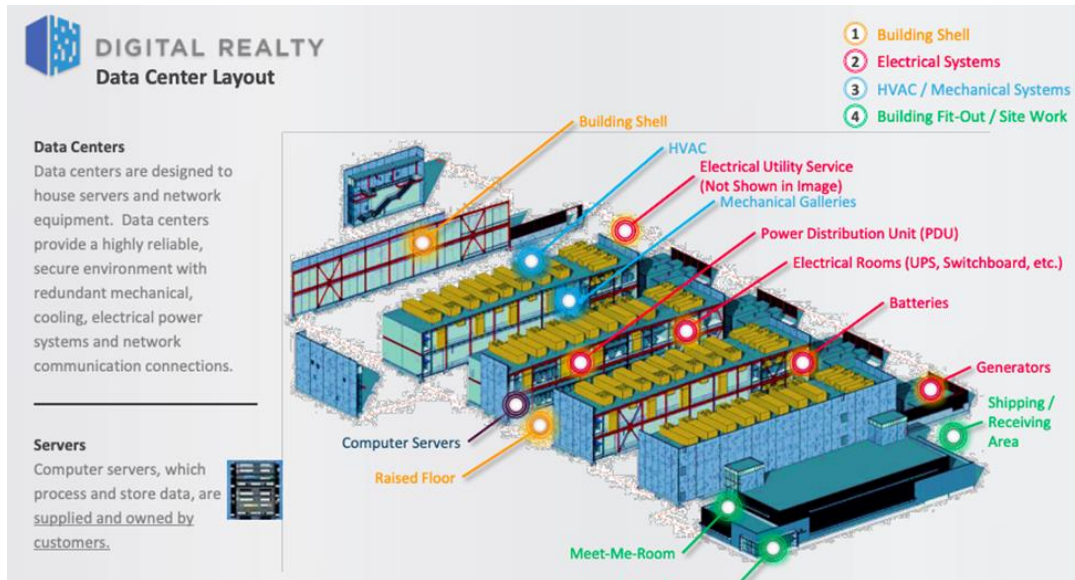 DIGITAL REALTY
Data Center Layout
1 Building Shell
2 Electrical Systems
3 HVAC / Mechanical Systems
4 Building Fit-Out / Site Work
Data Centers
Data centers are designed to
house servers and network
equipment. Data centers
provide a highly reliable,
secure environment with
redundant mechanical,
cooling, electrical power
systems and network
communication connections.
Servers
Computer servers, which
process and store data, are
supplied and owned by
customers.
Building Shell
HVAC
Electrical Utility Service
(Not Shown in Image)
Mechanical Galleries
Power Distribution Unit (PDU)
Electrical Rooms (UPS, Switchboard, etc.)
Batteries
Generators
Shipping /
Receiving
Area
Computer Servers
Raised Floor
Meet-Me-Room